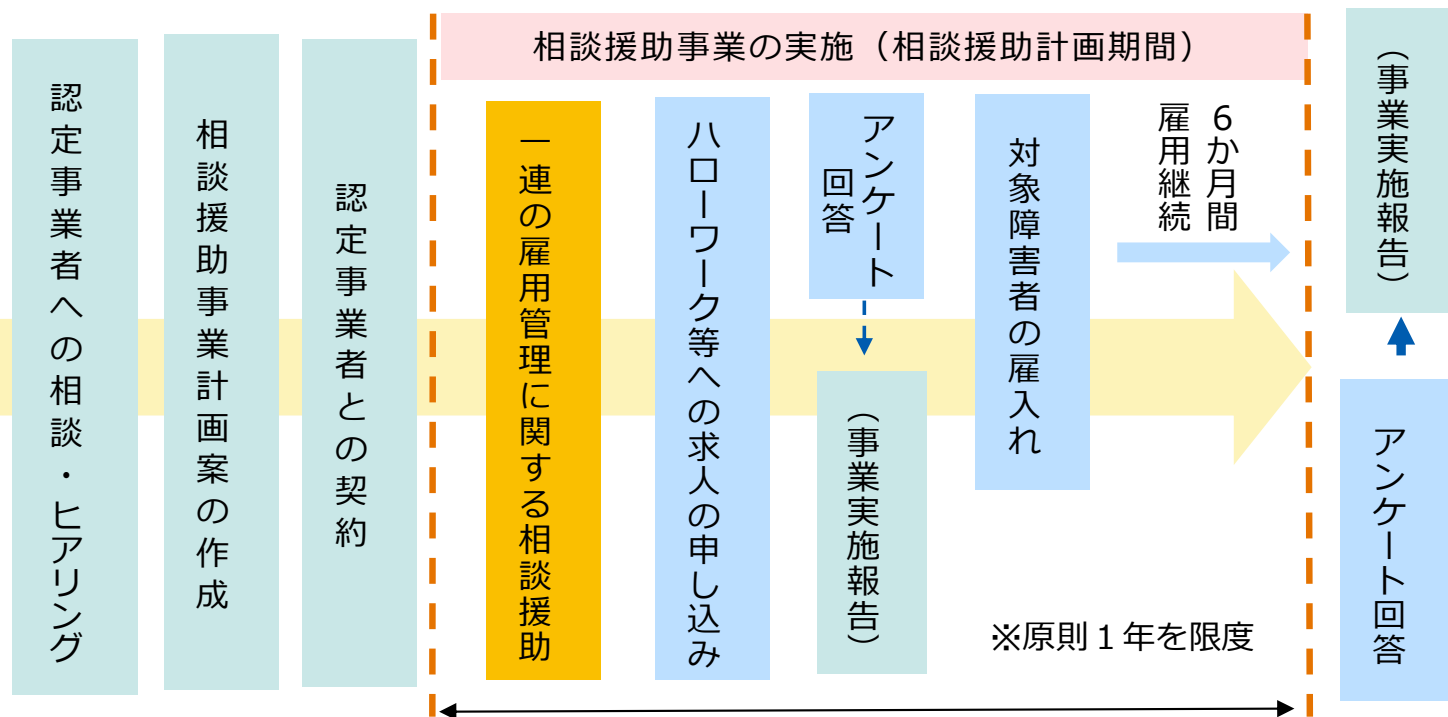 認定事業者への相談・ヒアリング
相談援助事業計画案の作成
認定事業者との契約
相談援助事業の実施（相談援助計画期間）
一連の雇用管理に関する相談援助
ハローワーク等への求人の申し込み
アンケート
回答
（事業実施報告）
対象障害者の雇入れ
６か月間
雇用継続
※原則１年を限度
（事業実施報告）
アンケート回答